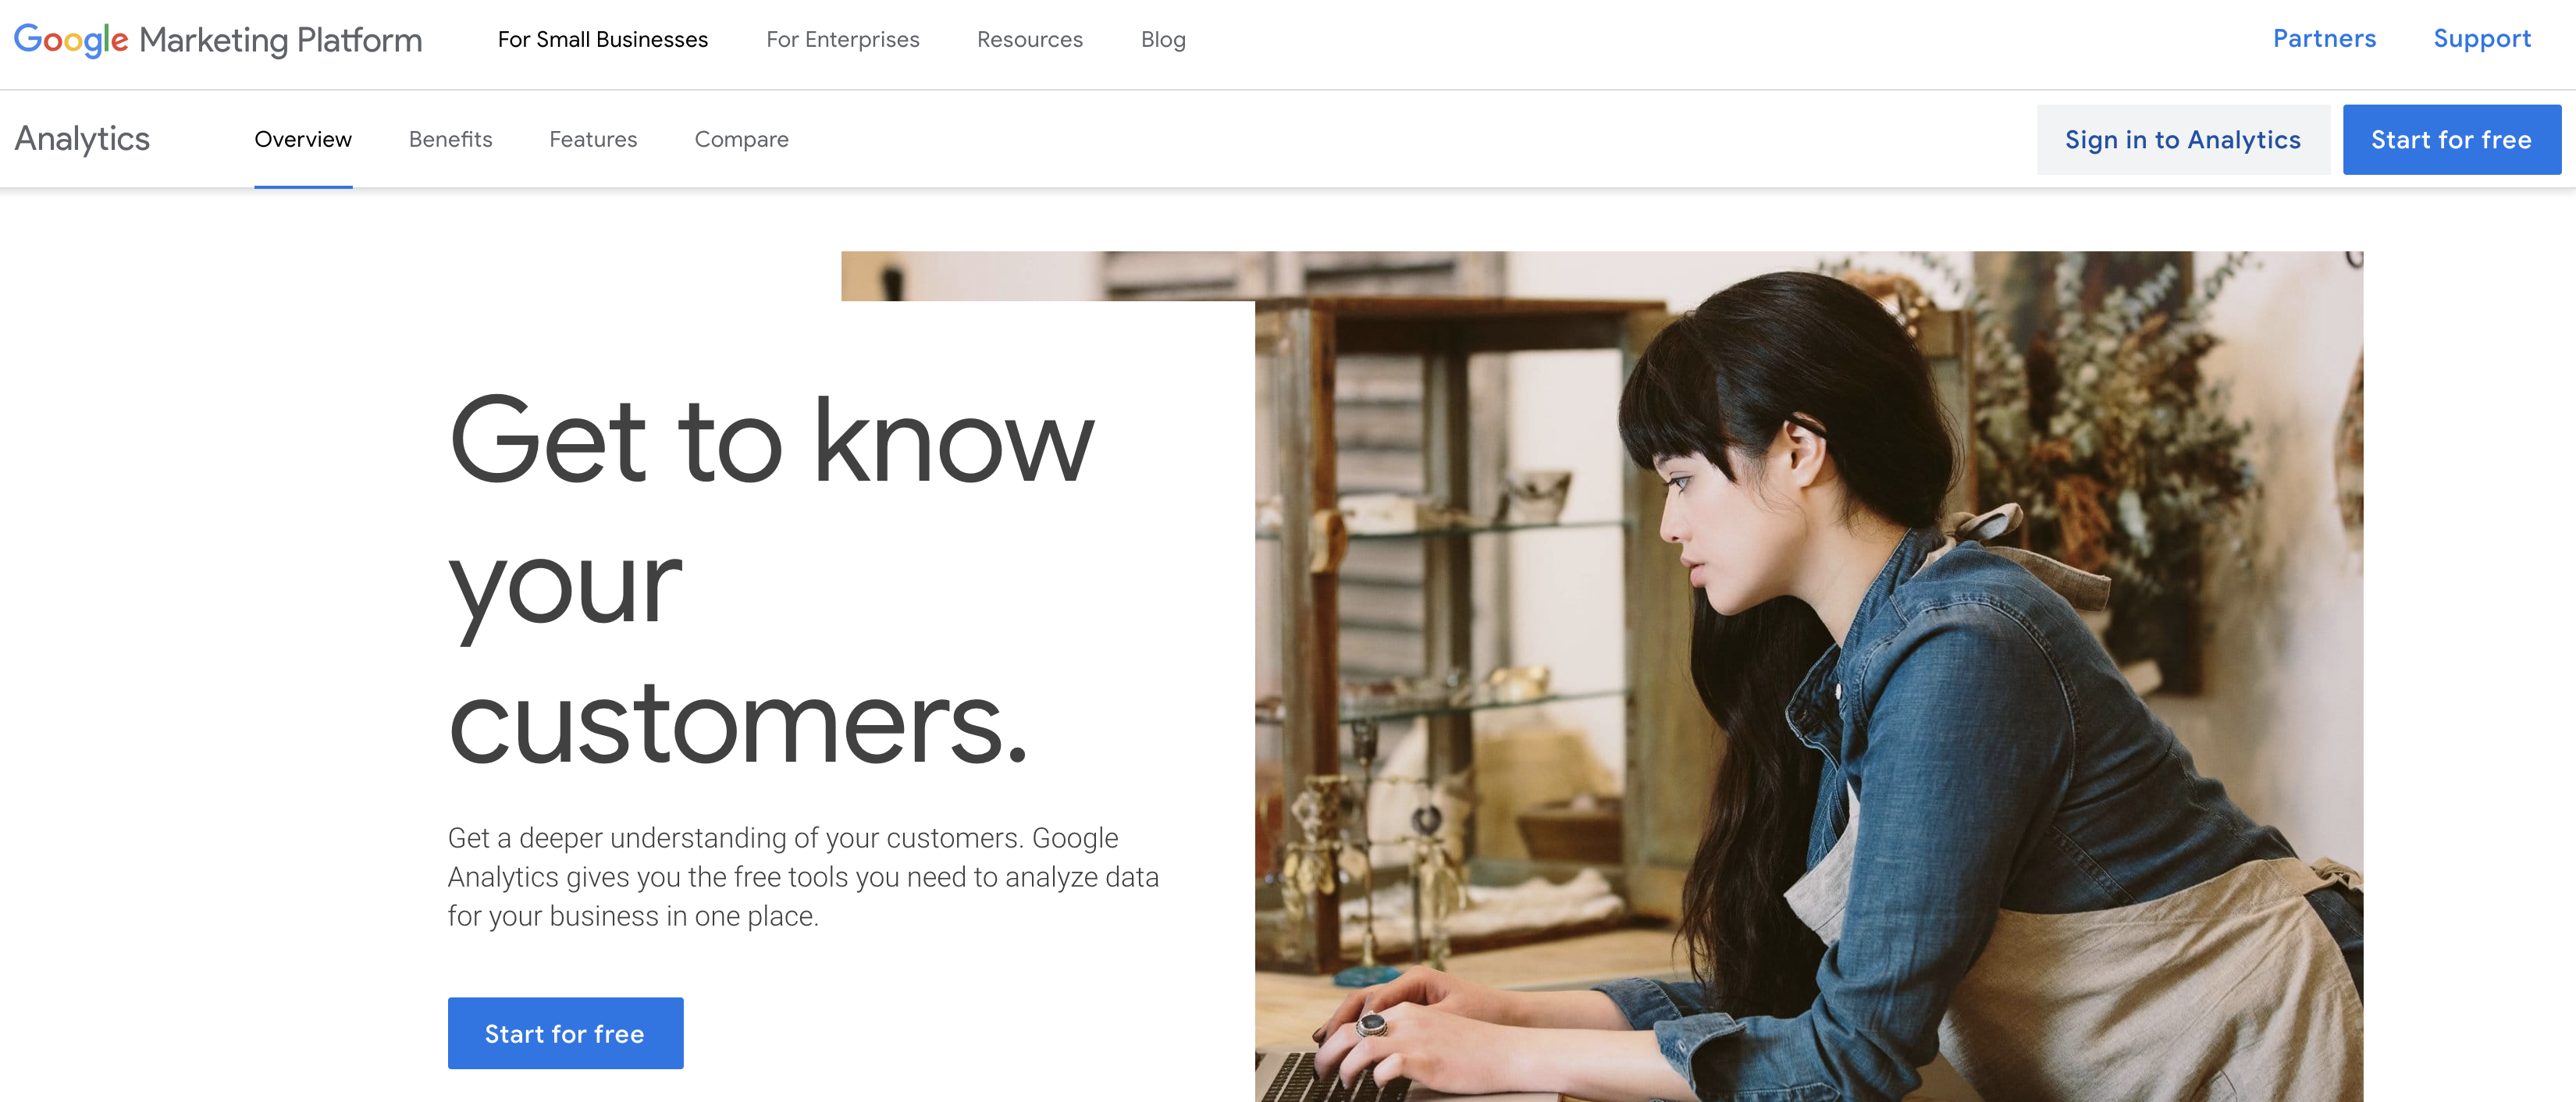 Google Marketing Platform
For Small Businesses
For Enterprises
Resources
Blog
Partners
Support
Analytics
Overview
Benefits
Features
Compare
Sign in to Analytics
Start for free
Get to know
your
customers.
Get a deeper understanding of your customers. Google
Analytics gives you the free tools you need to analyze data
for your business in one place.
Start for free